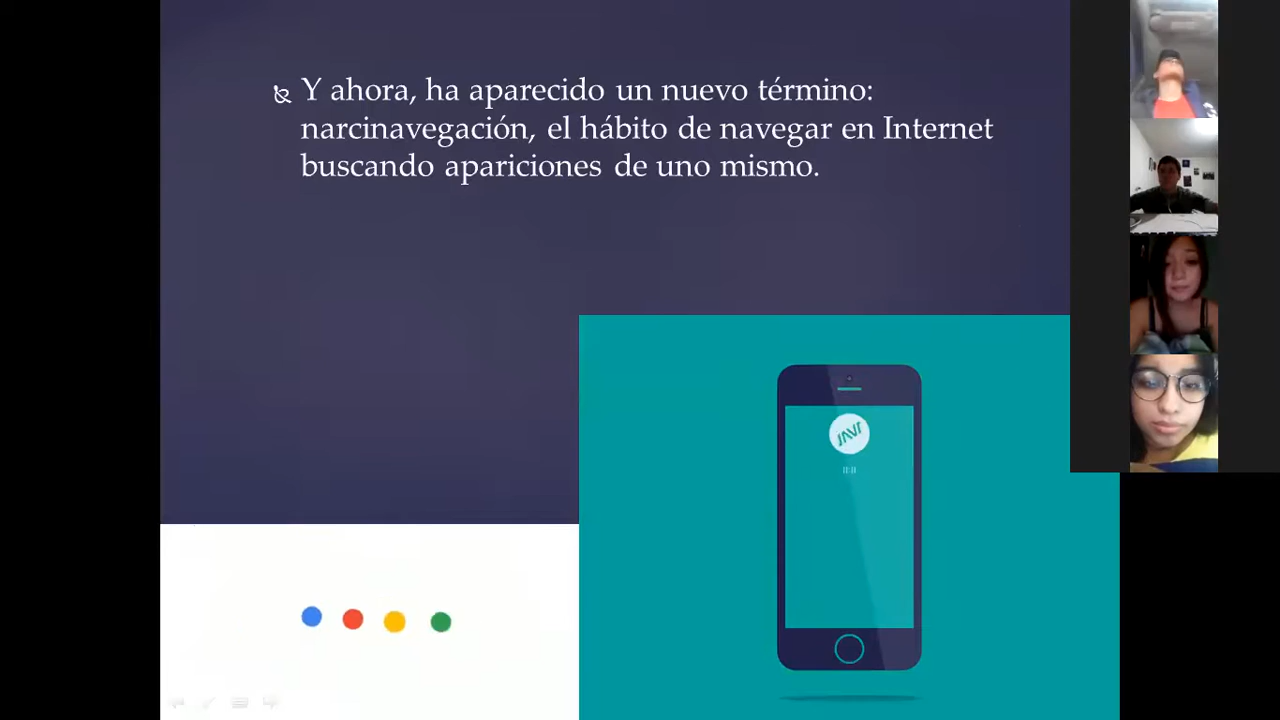 Y ahora, ha aparecido un nuevo término:
narcinavegación, el hábito de navegar en Internet
buscando apariciones de uno mismo.